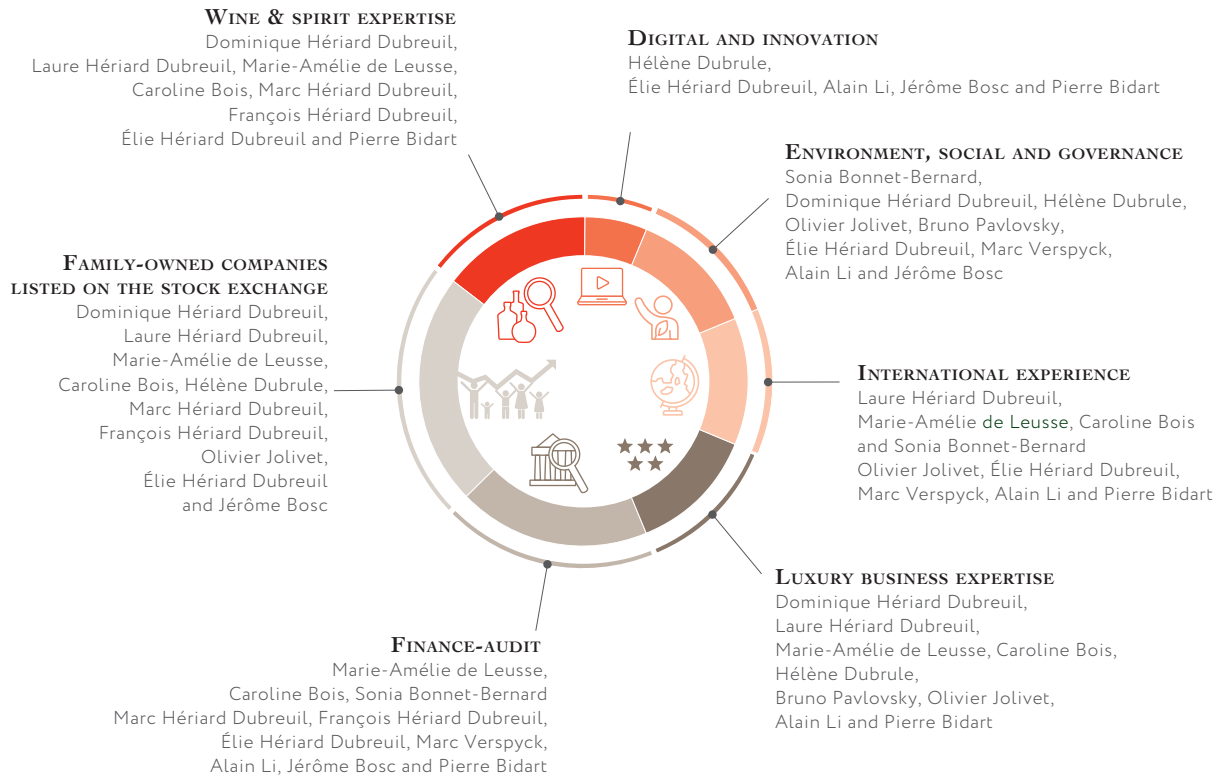 Wine & spirit expertise
Dominique Hériard Dubreuil,
Laure Hériard Dubreuil, Marie-Amélie de Leusse,
Caroline Bois, Marc Hériard Dubreuil,
François Hériard Dubreuil,
Élie Hériard Dubreuil and Pierre Bidart
Digital and innovation
Hélène Dubrule,
Élie Hériard Dubreuil, Alain Li, Jérôme Bosc and Pierre Bidart
Environment, social and governance
Sonia Bonnet-Bernard,
Dominique Hériard Dubreuil, Hélène Dubrule,
Olivier Jolivet, Bruno Pavlovsky,
Élie Hériard Dubreuil, Marc Verspyck,
Alain Li and Jérôme Bosc
Family-owned companies
listed on the stock exchange
Dominique Hériard Dubreuil,
Laure Hériard Dubreuil,
Marie-Amélie de Leusse,
Caroline Bois, Hélène Dubrule,
Marc Hériard Dubreuil,
François Hériard Dubreuil,
Olivier Jolivet,
Élie Hériard Dubreuil
and Jérôme Bosc
International experience
Laure Hériard Dubreuil,
Marie-Amélie de Leusse, Caroline Bois
and Sonia Bonnet-Bernard
Olivier Jolivet, Élie Hériard Dubreuil,
Marc Verspyck, Alain Li and Pierre Bidart
Luxury business expertise
Dominique Hériard Dubreuil,
Laure Hériard Dubreuil,
Marie-Amélie de Leusse, Caroline Bois,
Hélène Dubrule,
Bruno Pavlovsky, Olivier Jolivet,
Alain Li and Pierre Bidart
Finance-audit
Marie-Amélie de Leusse,
Caroline Bois, Sonia Bonnet-Bernard
Marc Hériard Dubreuil, François Hériard Dubreuil,
Élie Hériard Dubreuil, Marc Verspyck,
Alain Li, Jérôme Bosc and Pierre Bidart